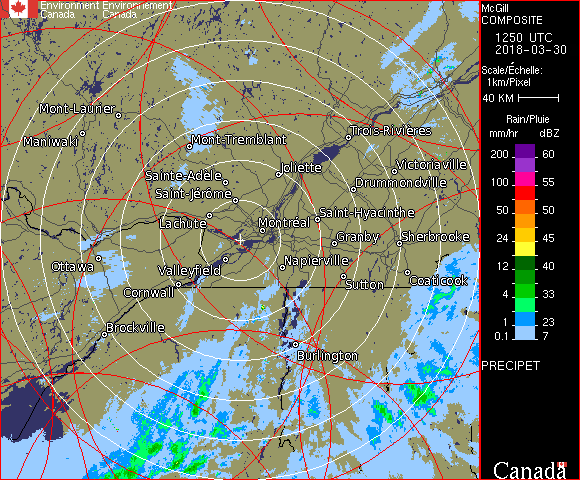 Environment Environnement
Canada Canada
McGill
COMPOSITE
1250 UTC
2018-03-30
Scale/Échelle:
1km/Pixel
40 KM
Rain/Pluie
mm/hr dBZ
200 60
150 57
100 55
50 50
24 45
12 40
4 33
1 23
0.1 7
PRECIPET
Canada
Mont-Laurier
Maniwaki
Mont-Tremblant
Trois-Rivières
Sainte-Adèle
Joliette
Victoriaville
Saint-Jérôme
Drummondville
Lachute
Montréal
Saint-Hyacinthe
Granby
Sherbrooke
Ottawa
Valleyfield
Napierville
Cornwall
Sutton
Coaticook
Brockville
Burlington